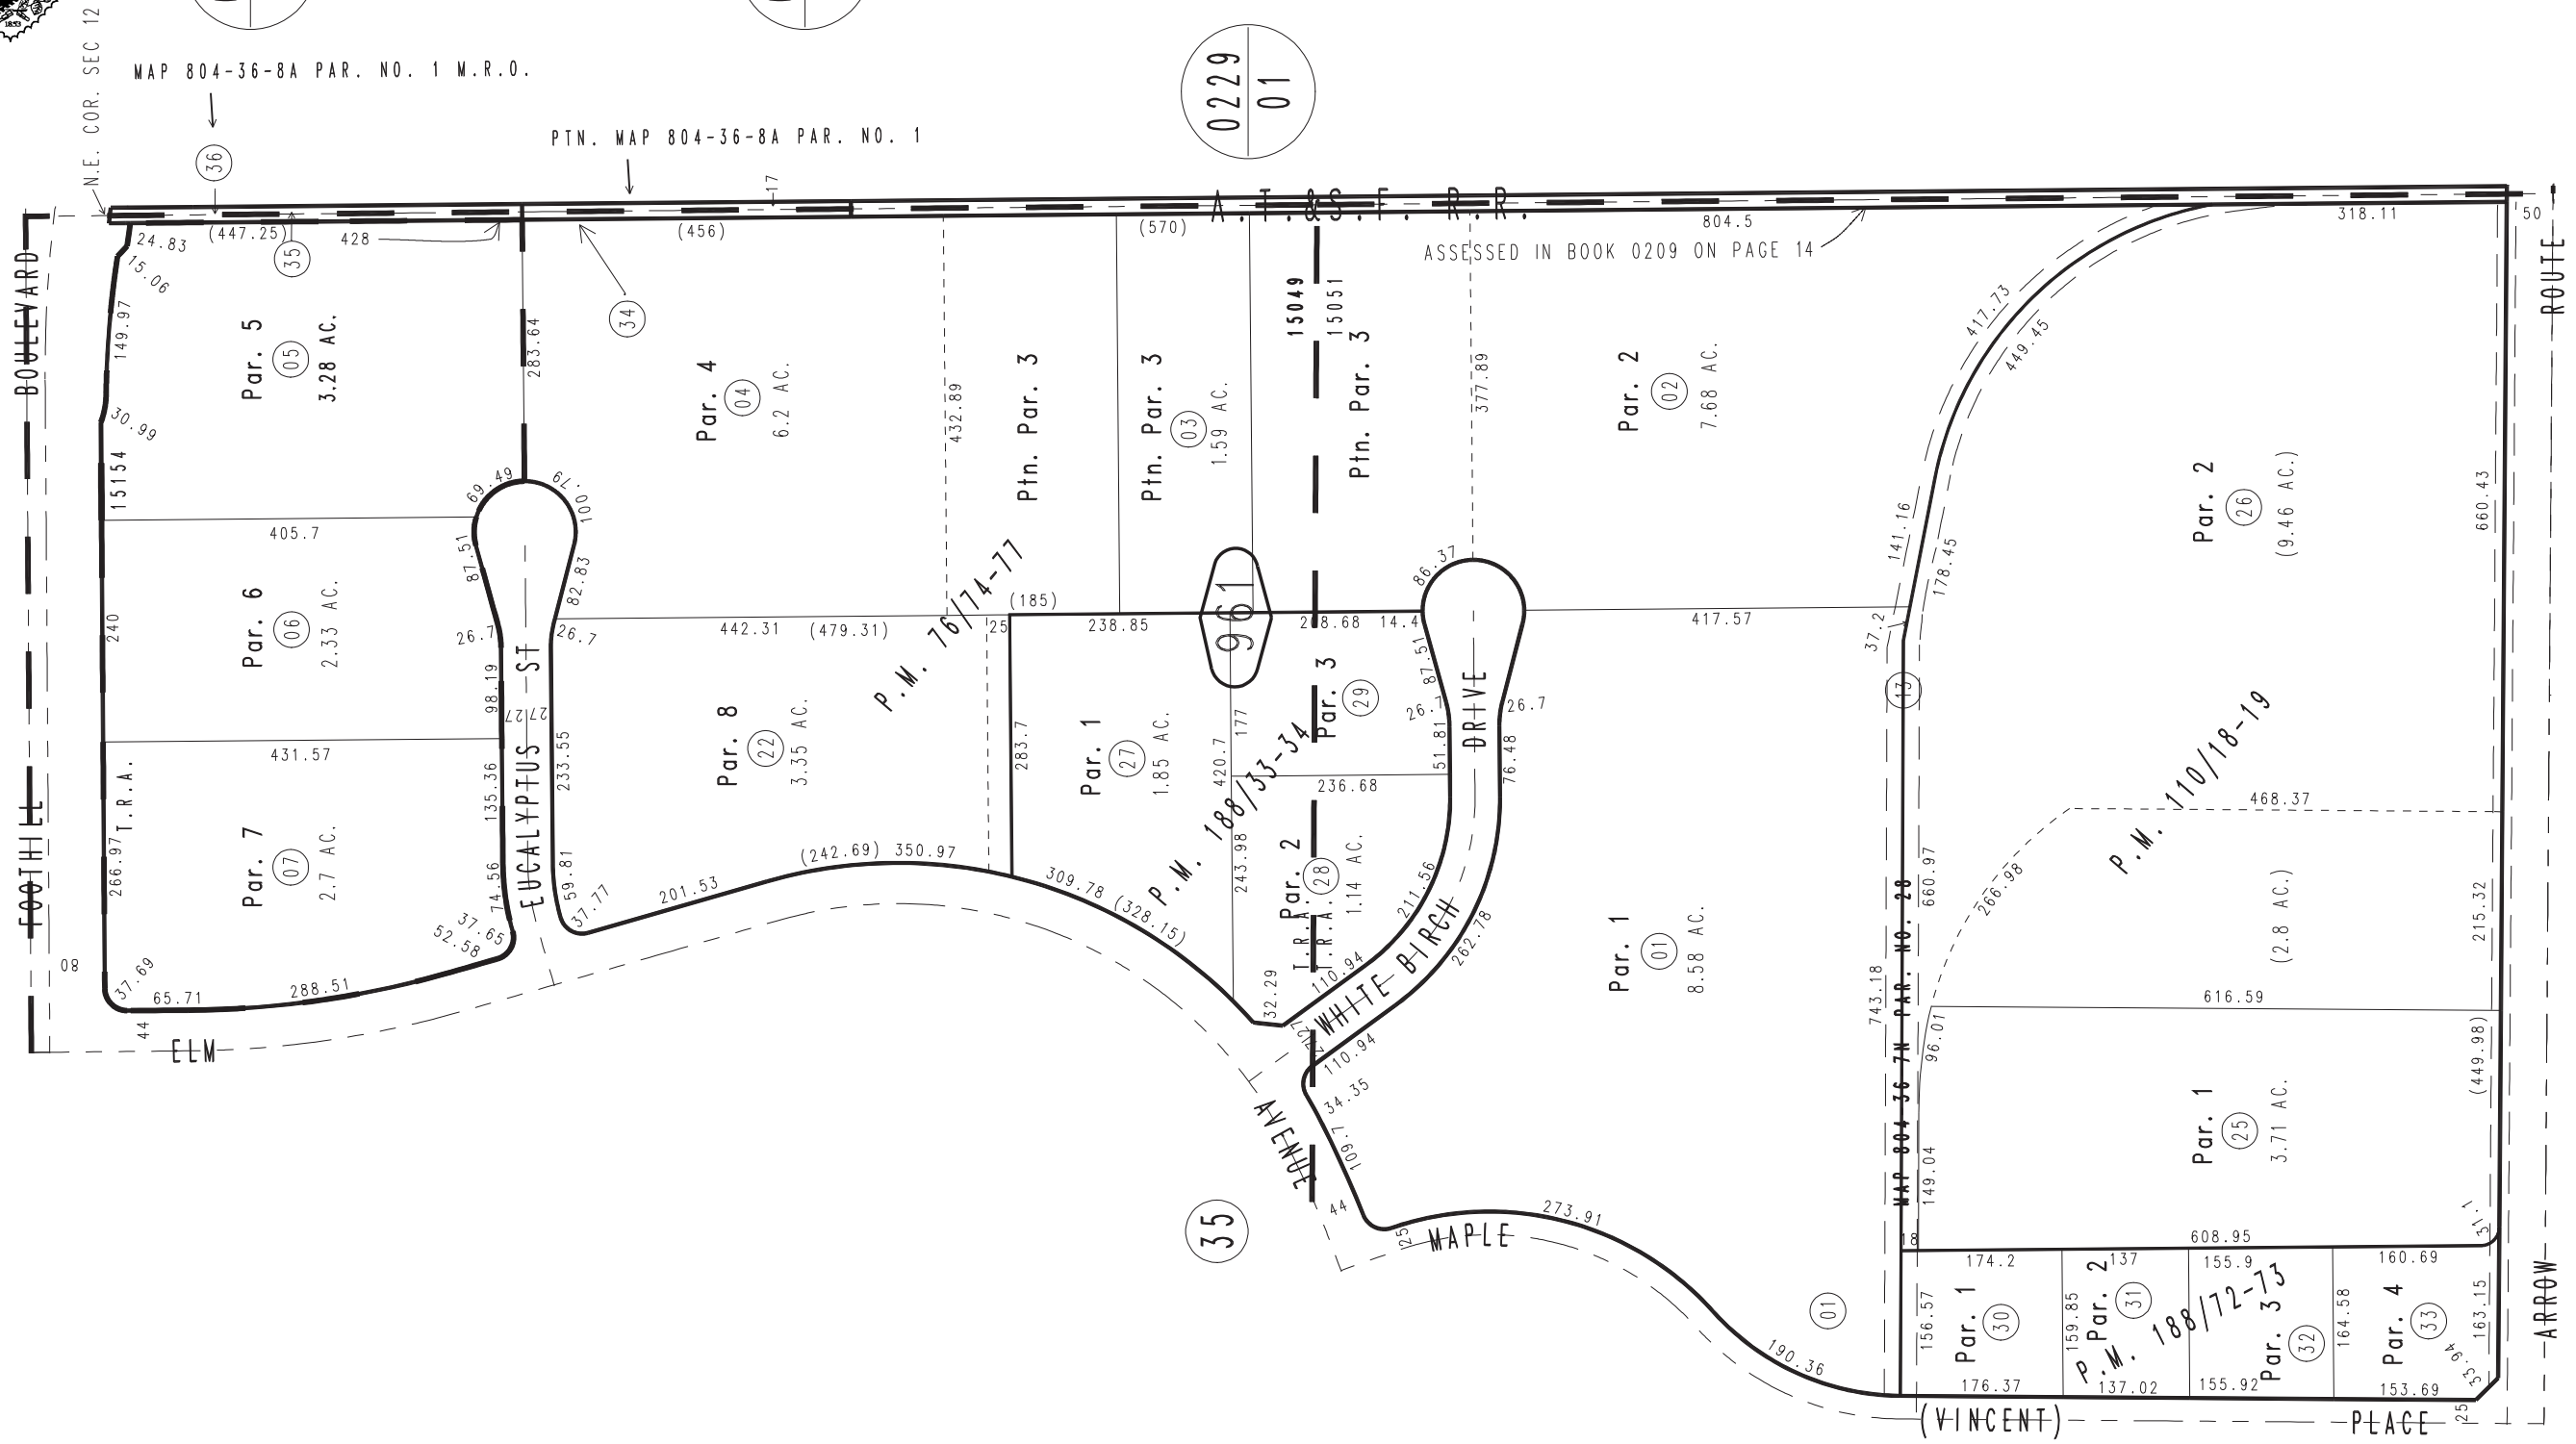 1853
N.E. COR. SEC 12
MAP 804-36-8A PAR. NO. 1 M.R.O.
36
PTN. MAP 804-36-8A PAR. NO. 1
17
0229
01
A.T.&S.F. R.R.
ASSESSED IN BOOK 0209 ON PAGE 14
24.83
(447.25)
35
428
(456)
(570)
804.5
318.11
50
15.06
149.97
30.99
15154
Par. 5
05
3.28 AC.
283.64
34
Par. 4
04
6.2 AC.
432.89
Ptn. Par. 3
Ptn. Par. 3
03
1.59 AC.
15049
15051
Ptn. Par. 3
377.89
Par. 2
02
7.68 AC.
417.73
449.45
141.16
178.45
37.2
Par. 2
26
(9.46 AC.)
660.43
ROUTE
BOULEVARD
FOOTHILL
405.7
69.49
100.79
87.51
82.83
26.7
26.7
240
Par. 6
06
2.33 AC.
98.19
27
27
EUCALYPTUS ST
442.31
(479.31)
25
(185)
238.85
961
14.4
86.37
417.57
P.M. 76/74-77
431.57
T.R.A.
266.97
Par. 7
07
2.7 AC.
135.36
74.56
233.55
59.81
37.65
52.58
37.77
Par. 8
22
3.35 AC.
283.7
Par. 1
27
1.85 AC.
420.7
177
243.98
P.M. 188/33-34
Par. 3
29
236.68
Par. 2
28
1.14 AC.
T.R.A.
T.R.A.
87.51
26.7
26.7
51.81
76.48
DRIVE
WHITE BIRCH
211.56
262.78
110.94
110.94
32.29
27
27
201.53
(242.69) 350.97
309.78 (328.15)
80
37.69
65.71
288.51
44
ELM
AVENUE
34.35
109.7
44
25
MAPLE
273.91
190.36
35
01
Par. 1
01
8.58 AC.
13
743.18
660.97
MAP 804 36 7N PAR. NO. 28
P.M. 110/18-19
468.37
266.98
(2.8 AC.)
215.32
616.59
96.01
149.04
(449.98)
Par. 1
25
3.71 AC.
31.7
18
608.95
174.2
137
155.9
160.69
156.57
Par. 1
30
159.85
Par. 2
31
P.M. 188/72-73
Par. 3
32
164.58
Par. 4
33
163.15
33.94
176.37
137.02
155.92
153.69
25
(VINCENT)
PLACE
ARROW